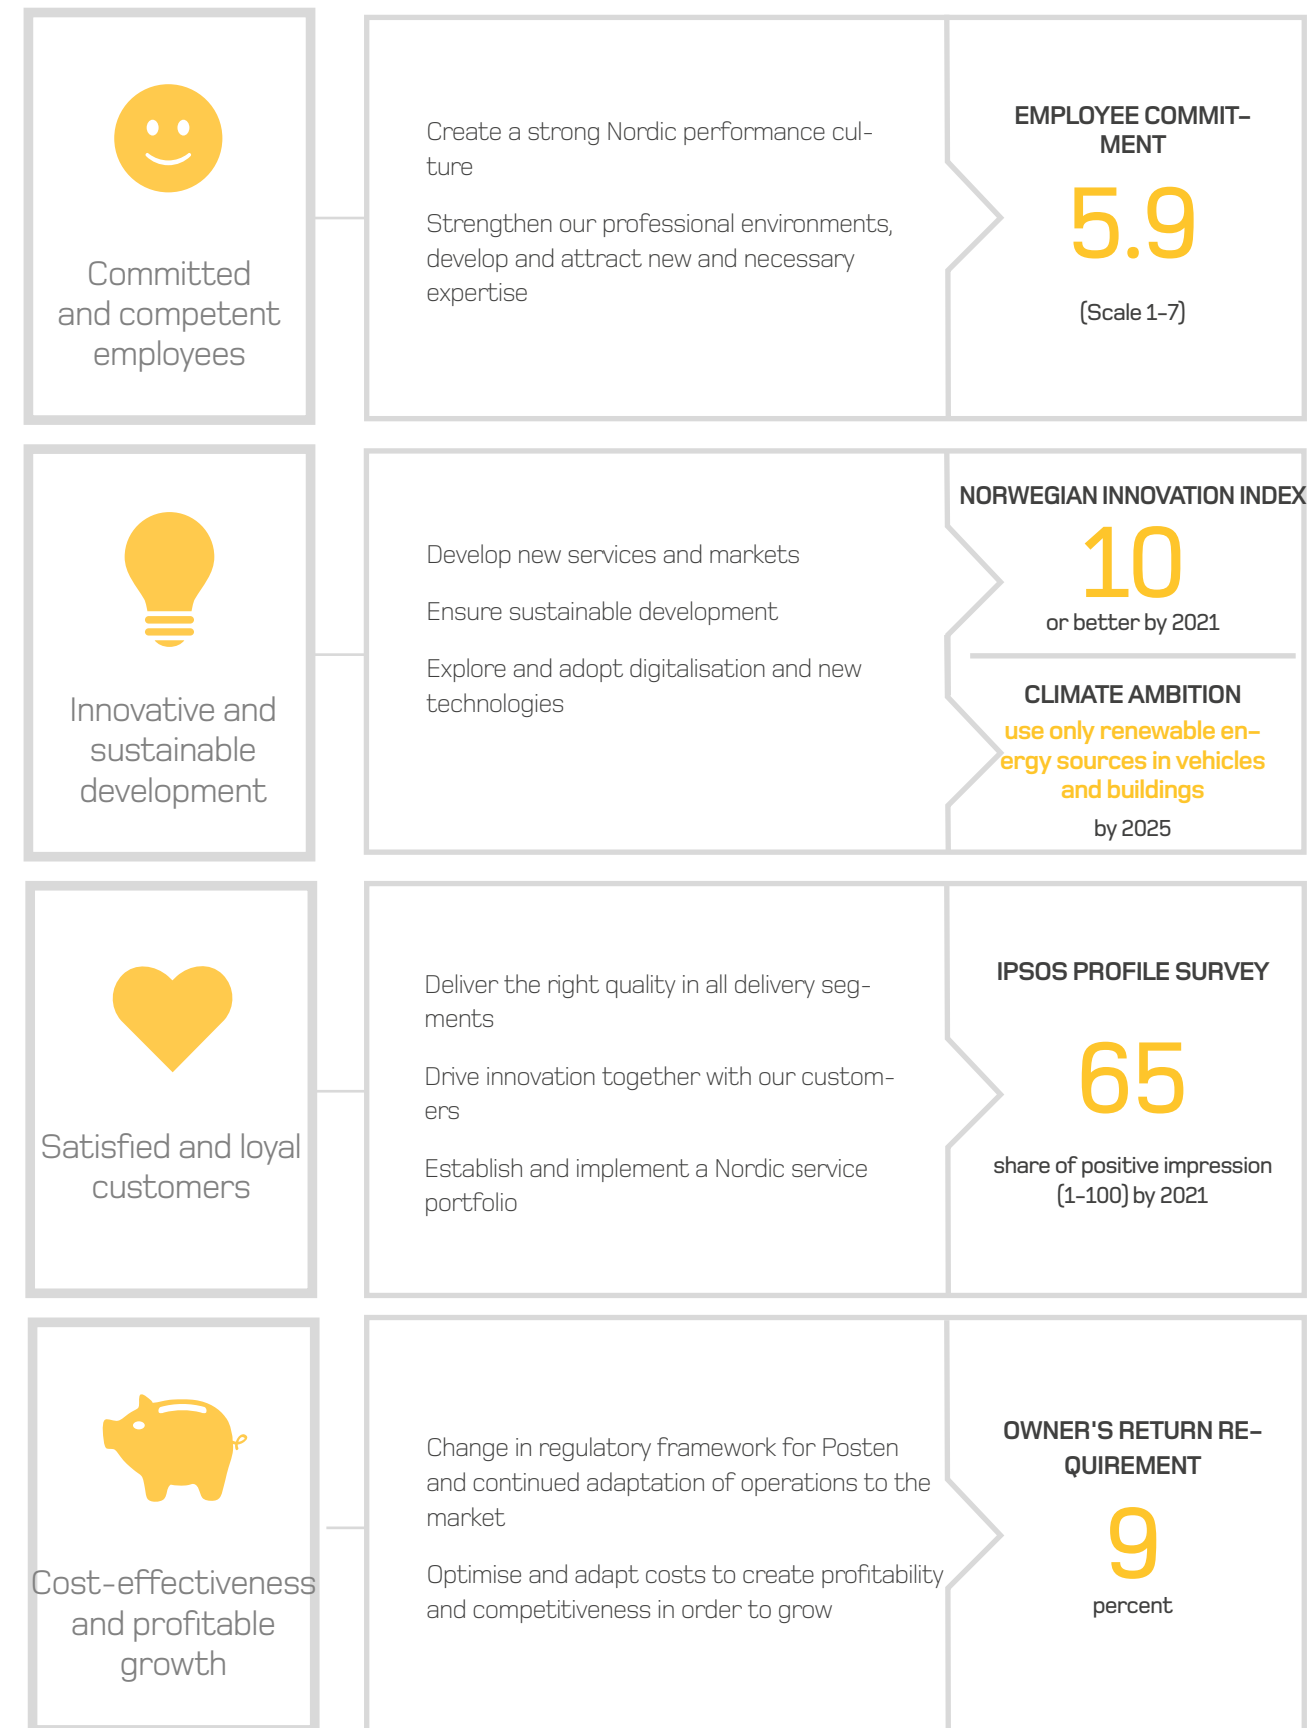 Committed
and competent
employees
Create a strong Nordic performance cul-
ture
Strengthen our professional environments,
develop and attract new and necessary
expertise
EMPLOYEE COMMIT-
MENT
5.9
(Scale 1-7)
Innovative and
sustainable
development
Develop new services and markets
Ensure sustainable development
Explore and adopt digitalisation and new
technologies
NORWEGIAN INNOVATION INDEX
10
or better by 2021
CLIMATE AMBITION
use only renewable en-
ergy sources in vehicles
and buildings
by 2025
Satisfied and loyal
customers
Deliver the right quality in all delivery seg-
ments
Drive innovation together with our custom-
ers
Establish and implement a Nordic service
portfolio
IPSOS PROFILE SURVEY
65
share of positive impression
(1-100) by 2021
Cost-effectiveness
and profitable
growth
Change in regulatory framework for Posten
and continued adaptation of operations to the
market
Optimise and adapt costs to create profitability
and competitiveness in order to grow
OWNER'S RETURN RE-
QUIREMENT
9
percent